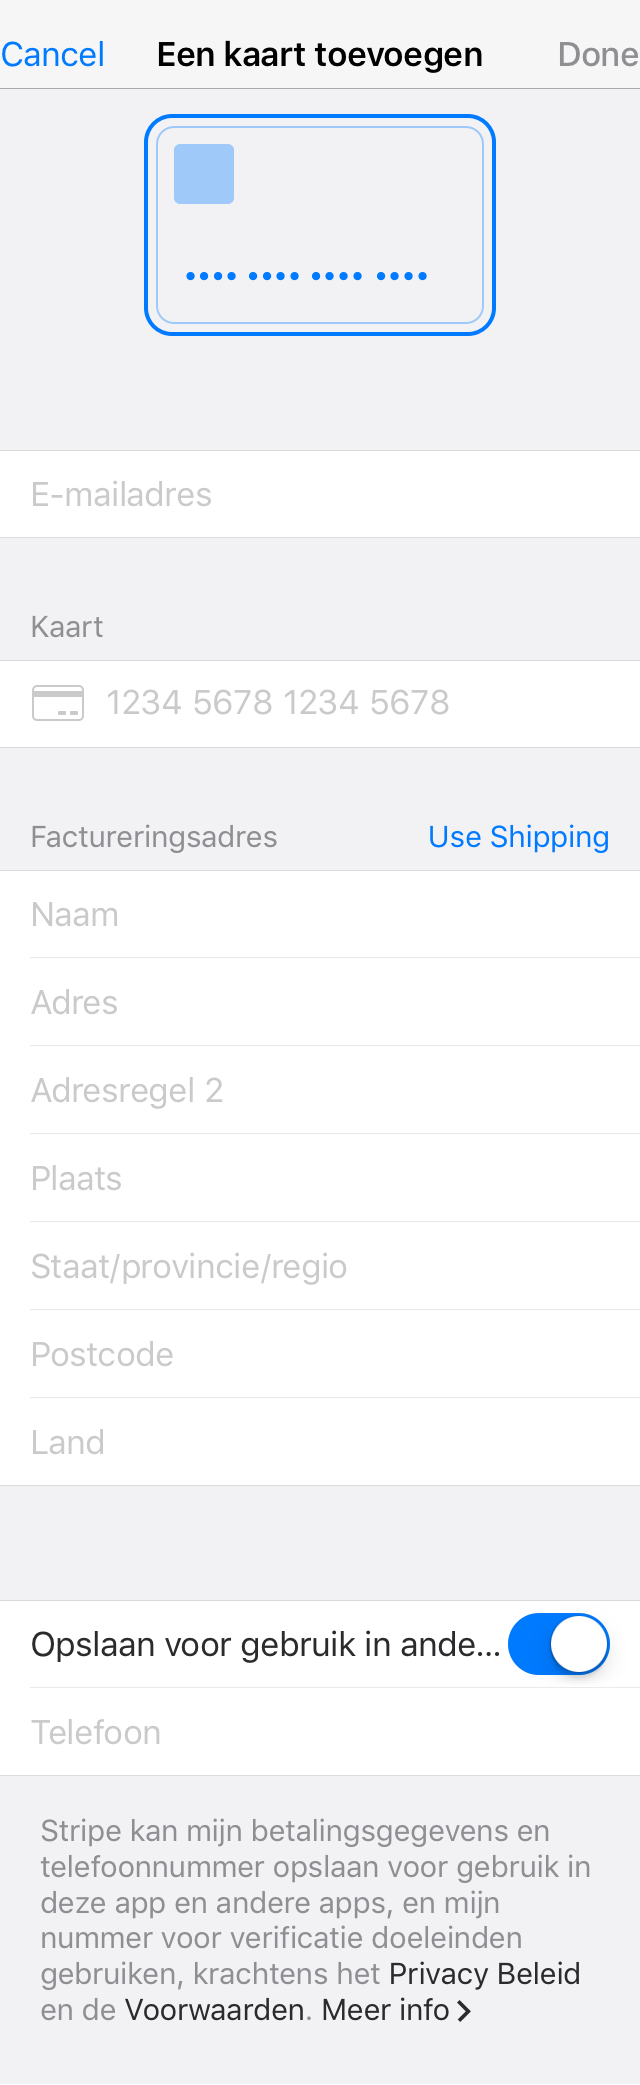 Cancel Een kaart toevoegen Done
•••• •••• •••• ••••
E-mailadres
Kaart
1234 5678 1234 5678
Factureringsadres Use Shipping
Naam
Adres
Adresregel 2
Plaats
Staat/provincie/regio
Postcode
Land
Opslaan voor gebruik in ande...
Telefoon
Stripe kan mijn betalingsgegevens en
telefoonnummer opslaan voor gebruik in
deze app en andere apps, en mijn
nummer voor verificatie doeleinden
gebruiken, krachtens het Privacy Beleid
en de Voorwaarden. Meer info